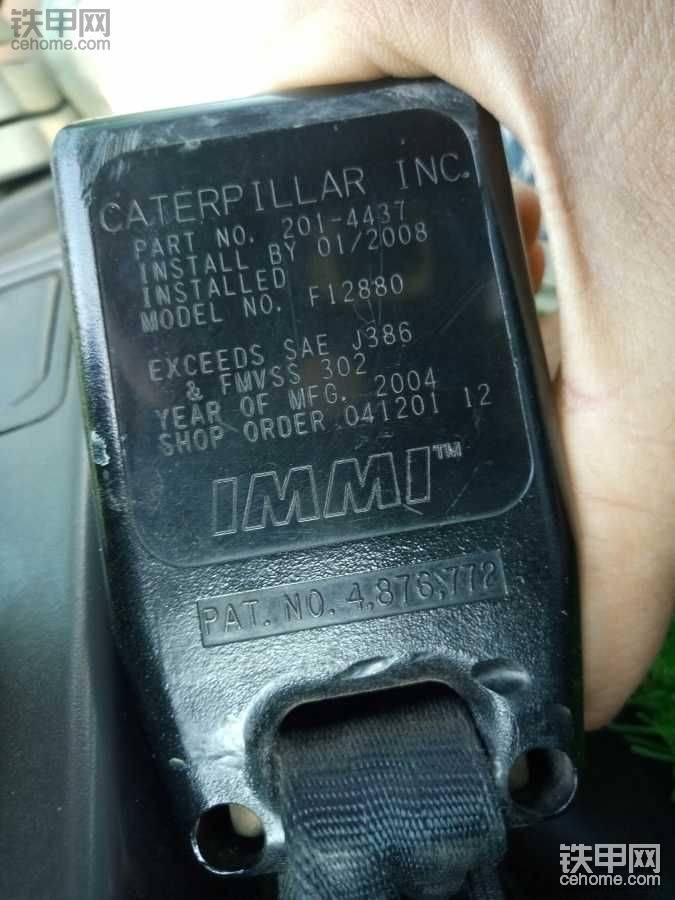 铁甲网
cehome.com
CATERPILLAR INC.
PART NO. 201-4437
INSTALL BY 01/2008
INSTALLED
MODEL NO. F12880
EXCEEDS SAE J386
& FMVSS 302
YEAR OF MFG. 2004
SHOP ORDER 041201 12
IMMI™
PAT. NO. 4,876,772
铁甲网
cehome.com